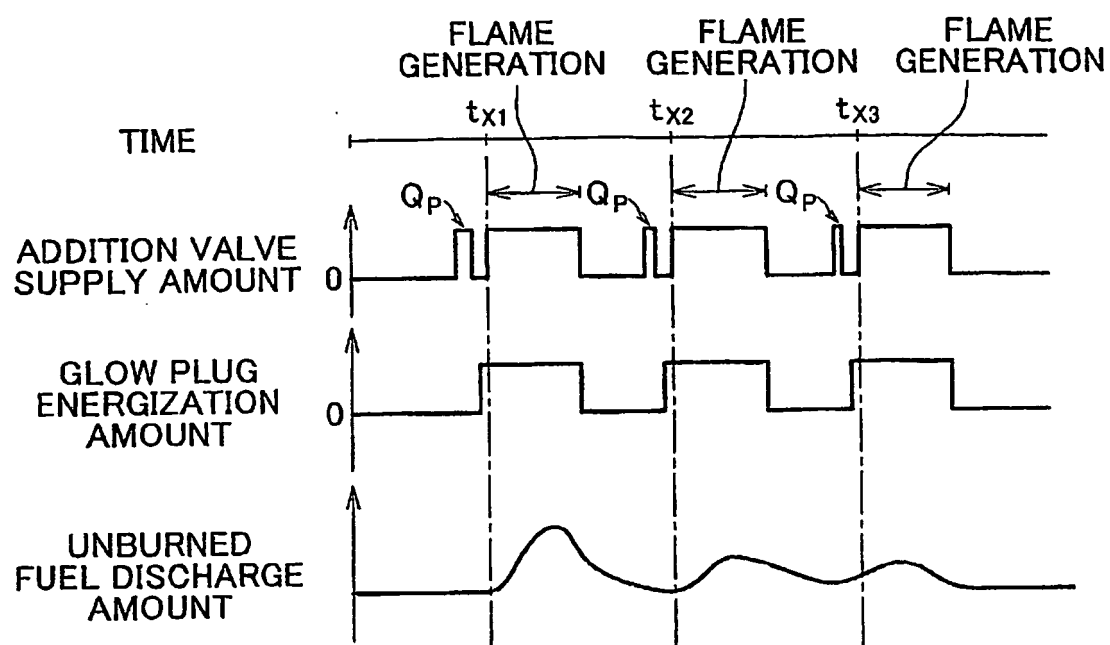 FLAME
GENERATION
FLAME
GENERATION
FLAME
GENERATION
tX1
tX2
tX3
TIME
QP
QP
QP
ADDITION VALVE
SUPPLY AMOUNT
0
GLOW PLUG
ENERGIZATION
AMOUNT
0
UNBURNED
FUEL DISCHARGE
AMOUNT